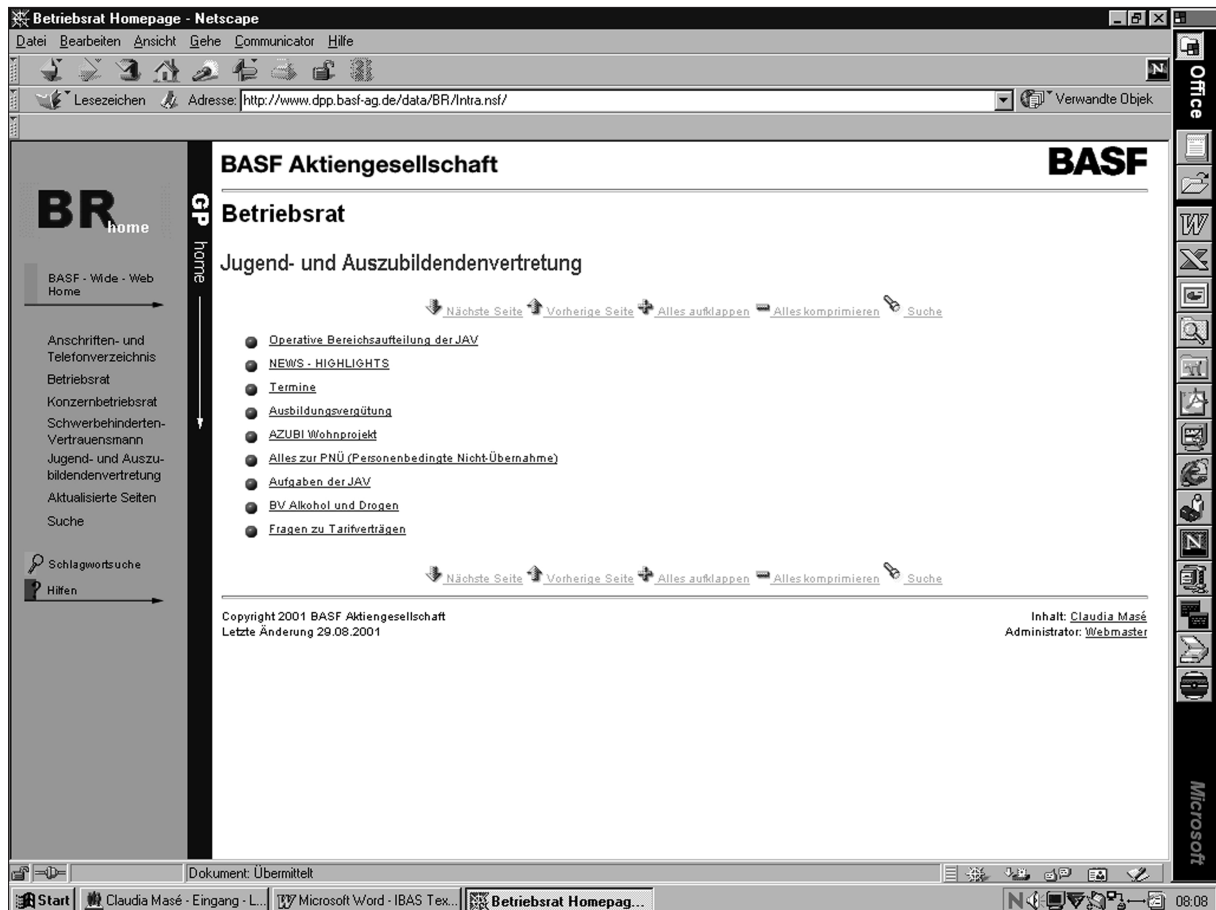 Betriebsrat Homepage - Netscape
Datei Bearbeiten Ansicht Gehe Communicator Hilfe
N
Lesezeichen Adresse: http://www.dpp.basf-ag.de/data/BR/Intra.nsf/ Verwandte Objek
Office
BR home
BASF - Wide - Web
Home
Anschriften- und
Telefonverzeichnis
Betriebsrat
Konzernbetriebsrat
Schwerbehinderten-
Vertrauensmann
Jugend- und Auszu-
bildendenvertretung
Aktualisierte Seiten
Suche
Schlagwortsuche
? Hilfen
GP home
BASF Aktiengesellschaft BASF
Betriebsrat
Jugend- und Auszubildendenvertretung
Nächste Seite Vorherige Seite Alles aufklappen Alles komprimieren Suche
Operative Bereichsaufteilung der JAV
NEWS - HIGHLIGHTS
Termine
Ausbildungsvergütung
AZUBI Wohnprojekt
Alles zur PNÜ (Personenbedingte Nicht-Übernahme)
Aufgaben der JAV
BV Alkohol und Drogen
Fragen zu Tarifverträgen
Nächste Seite Vorherige Seite Alles aufklappen Alles komprimieren Suche
Copyright 2001 BASF Aktiengesellschaft Inhalt: Claudia Masé
Letzte Änderung 29.08.2001 Administrator: Webmaster
Microsoft
Dokument: Übermittelt
Start Claudia Masé - Eingang - L... Microsoft Word - IBAS Tex... Betriebsrat Homepag... 08:08